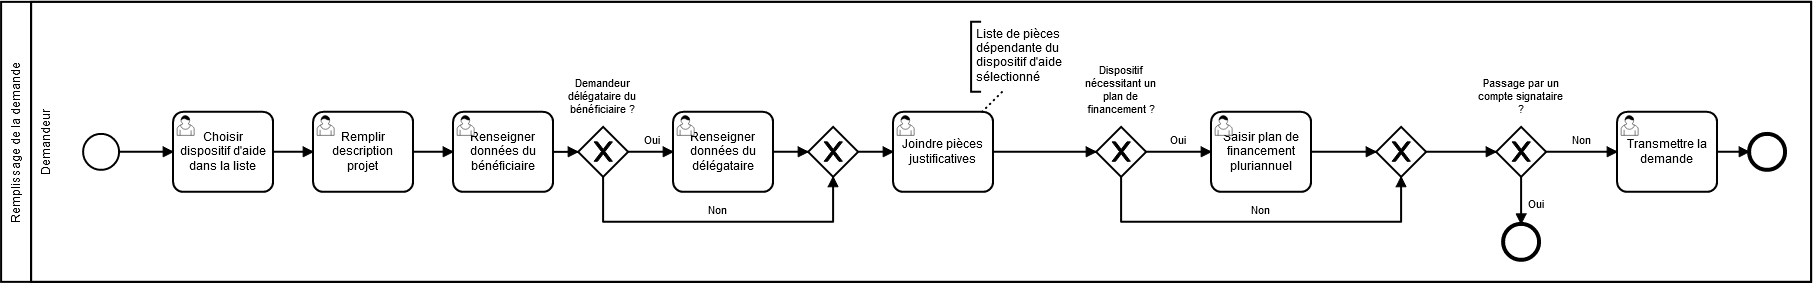 Remplissage de la demande
Demandeur
Choisir
dispositif d'aide
dans la liste
Remplir
description
projet
Renseigner
données du
bénéficiaire
Demandeur
délégataire du
bénéficiaire ?
Oui
Non
Renseigner
données du
délégataire
Liste de pièces
dépendante du
dispositif d'aide
sélectionné
Joindre pièces
justificatives
Dispositif
nécessitant un
plan de
financement ?
Oui
Non
Saisir plan de
financement
pluriannuel
Passage par un
compte signataire
?
Non
Oui
Transmettre la
demande